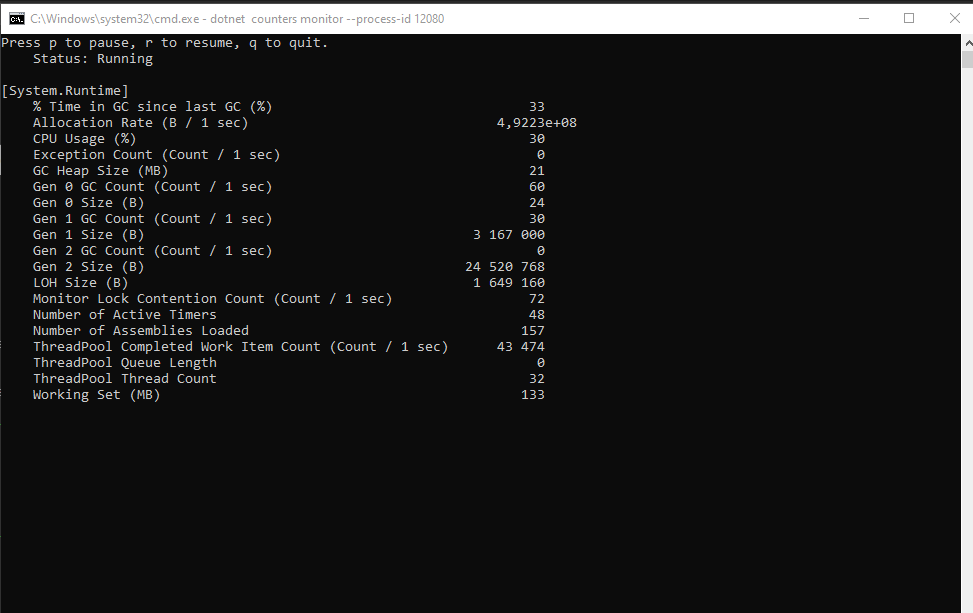 C:\Windows\system32\cmd.exe - dotnet  counters monitor --process-id 12080
Press p to pause, r to resume, q to quit.
    Status: Running

[System.Runtime]
    % Time in GC since last GC (%)                                33
    Allocation Rate (B / 1 sec)                               4,9223e+08
    CPU Usage (%)                                                 30
    Exception Count (Count / 1 sec)                                0
    GC Heap Size (MB)                                             21
    Gen 0 GC Count (Count / 1 sec)                                60
    Gen 0 Size (B)                                                24
    Gen 1 GC Count (Count / 1 sec)                                30
    Gen 1 Size (B)                                         3 167 000
    Gen 2 GC Count (Count / 1 sec)                                 0
    Gen 2 Size (B)                                        24 520 768
    LOH Size (B)                                           1 649 160
    Monitor Lock Contention Count (Count / 1 sec)                 72
    Number of Active Timers                                       48
    Number of Assemblies Loaded                                  157
    ThreadPool Completed Work Item Count (Count / 1 sec)      43 474
    ThreadPool Queue Length                                        0
    ThreadPool Thread Count                                       32
    Working Set (MB)                                             133